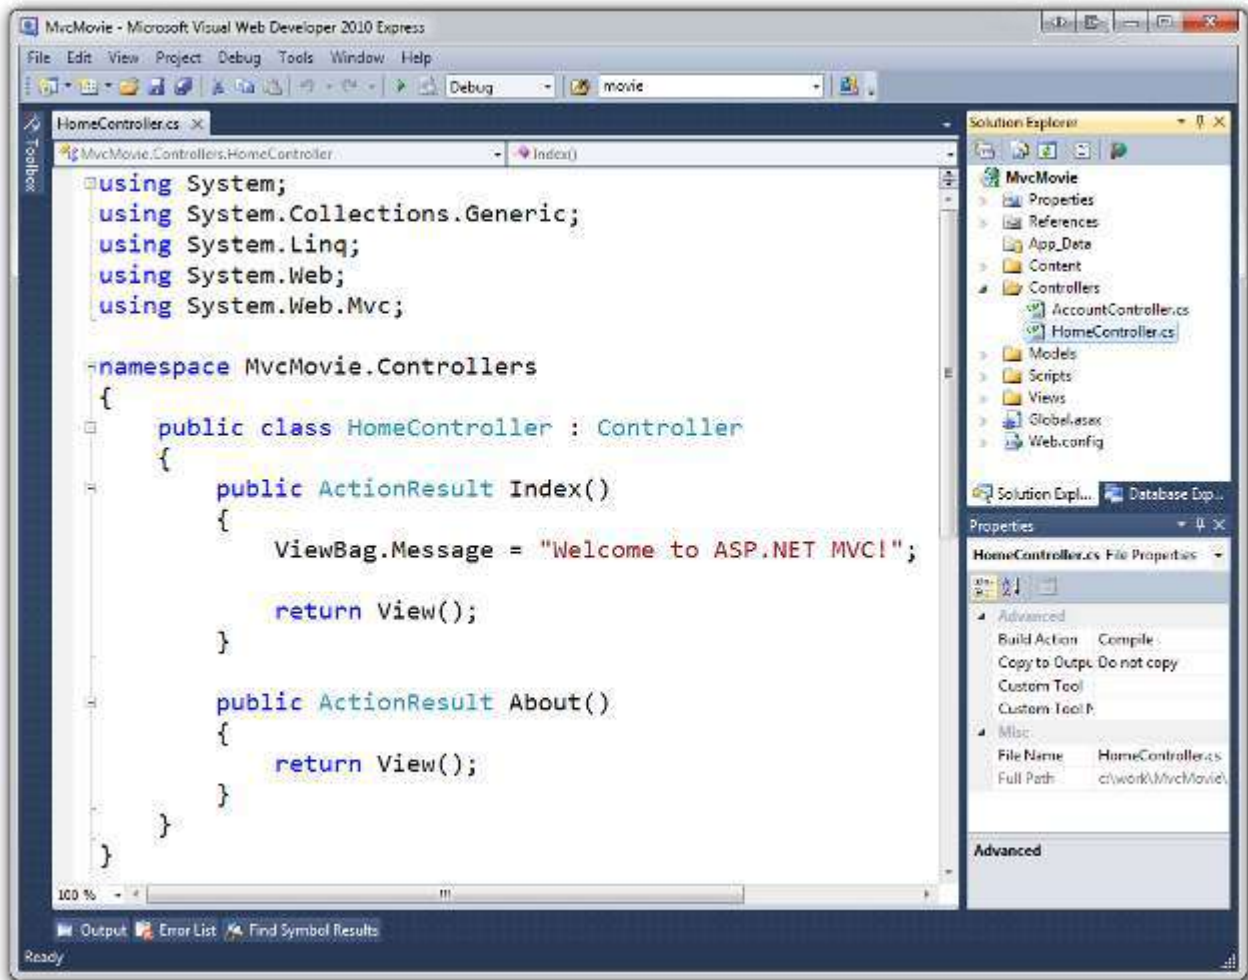 MvcMovie - Microsoft Visual Web Developer 2010 Express
File Edit View Project Debug Tools Window Help
Debug movie
Toolbox
HomeController.cs
MvcMovie.Controllers.HomeController Index()
using System;
using System.Collections.Generic;
using System.Linq;
using System.Web;
using System.Web.Mvc;
namespace MvcMovie.Controllers
{
public class HomeController : Controller
{
public ActionResult Index()
{
ViewBag.Message = "Welcome to ASP.NET MVC!";
return View();
}
public ActionResult About()
{
return View();
}
}
}
100 %
Solution Explorer
MvcMovie
Properties
References
App_Data
Content
Controllers
AccountController.cs
HomeController.cs
Models
Scripts
Views
Global.asax
Web.config
Solution Expl... Database Exp...
Properties
HomeController.cs File Properties
Advanced
Build Action Compile
Copy to Outpu Do not copy
Custom Tool
Custom Tool N
Misc
File Name HomeController.cs
Full Path c:\work\MvcMovie\
Advanced
Output Error List Find Symbol Results
Ready